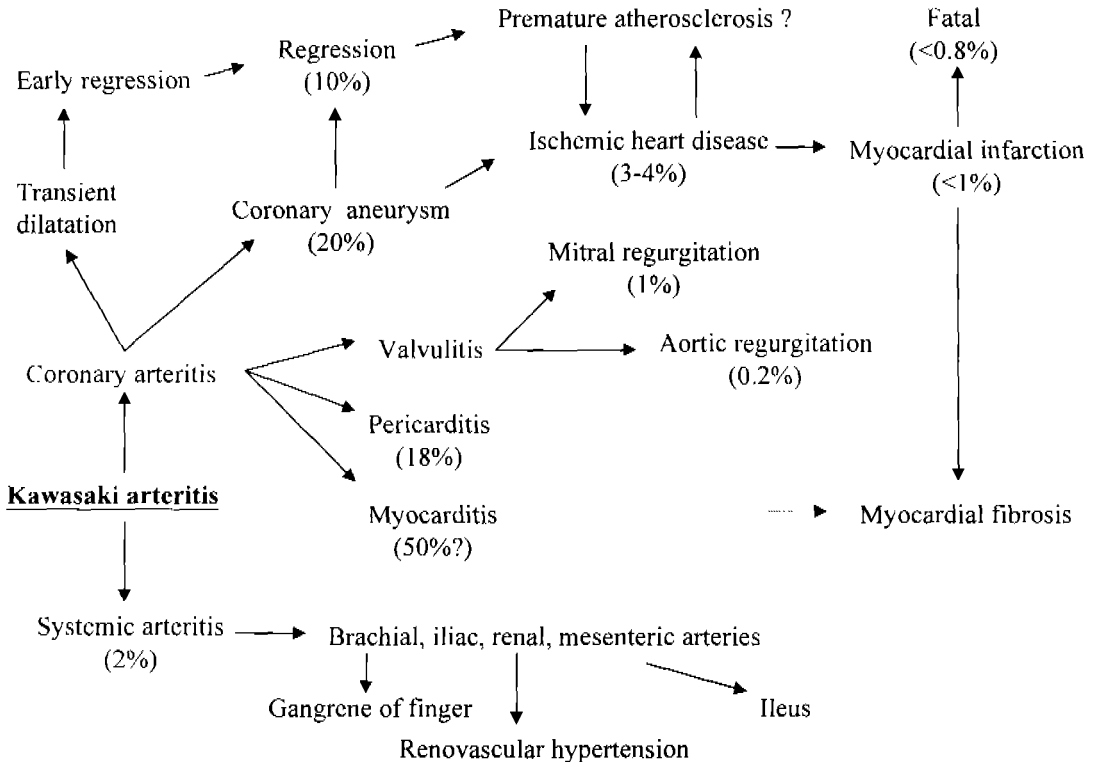 Premature atherosclerosis ?
Fatal
(<0.8%)
Regression
(10%)
Early regression
Ischemic heart disease
(3-4%)
Myocardial infarction
(<1%)
Transient
dilatation
Coronary aneurysm
(20%)
Mitral regurgitation
(1%)
Valvulitis
Aortic regurgitation
(0.2%)
Coronary arteritis
Pericarditis
(18%)
Kawasaki arteritis
Myocarditis
(50%?)
Myocardial fibrosis
Systemic arteritis
(2%)
Brachial, iliac, renal, mesenteric arteries
Gangrene of finger
Ileus
Renovascular hypertension